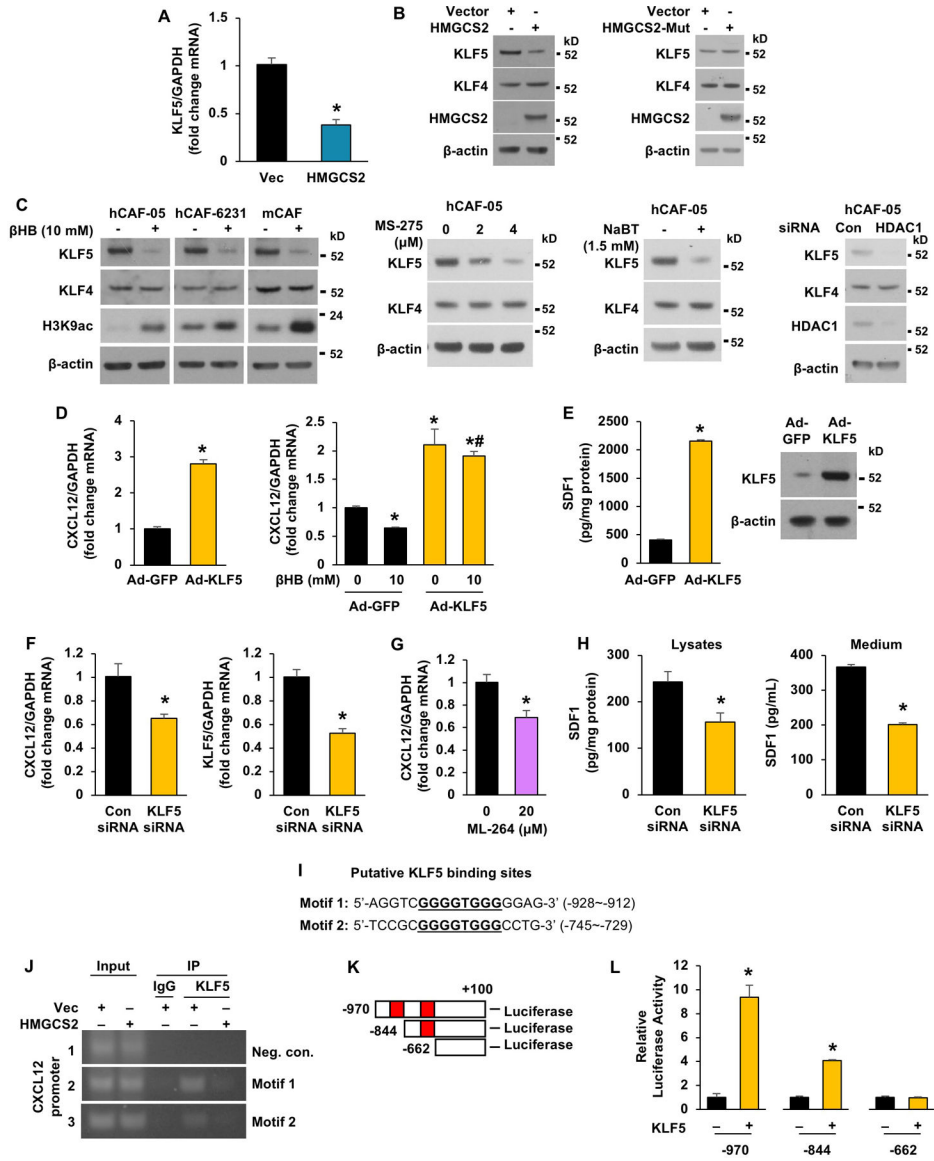 A
KLF5/GAPDH
(fold change mRNA)
1.5
1
0.5
0
*
Vec HMGCS2
B
Vector + -
HMGCS2 - +
kD
KLF5
52
KLF4
52
HMGCS2
52
β-actin
Vector + -
HMGCS2-Mut - +
kD
KLF5
52
KLF4
52
HMGCS2
52
β-actin
C
hCAF-05 hCAF-6231 mCAF
βHB (10 mM) - + - + - +
kD
KLF5
52
KLF4
52
H3K9ac
24
β-actin
52
hCAF-05
MS-275
(μM)
0 2 4
kD
KLF5
52
KLF4
52
β-actin
52
hCAF-05
NaBT
(1.5 mM)
- +
kD
KLF5
52
KLF4
52
β-actin
52
hCAF-05
siRNA Con HDAC1
kD
KLF5
52
KLF4
52
HDAC1
52
β-actin
52
D
CXCL12/GAPDH
(fold change mRNA)
4
3
2
1
0
*
Ad-GFP Ad-KLF5
CXCL12/GAPDH
(fold change mRNA)
2.5
2
1.5
1
0.5
0
* * *#
βHB (mM) 0 10 0 10
Ad-GFP Ad-KLF5
E
SDF1
(pg/mg protein)
2500
2000
1500
1000
500
0
*
Ad-GFP Ad-KLF5
Ad-
GFP
Ad-
KLF5
kD
KLF5
52
β-actin
52
F
CXCL12/GAPDH
(fold change mRNA)
1.2
1
0.8
0.6
0.4
0.2
0
*
Con
siRNA
KLF5
siRNA
KLF5/GAPDH
(fold change mRNA)
1.2
1
0.8
0.6
0.4
0.2
0
*
Con
siRNA
KLF5
siRNA
G
CXCL12/GAPDH
(fold change mRNA)
1.2
1
0.8
0.6
0.4
0.2
0
*
0 20
ML-264 (μM)
H
Lysates
SDF1
(pg/mg protein)
300
200
100
0
*
Con
siRNA
KLF5
siRNA
Medium
SDF1 (pg/mL)
400
300
200
100
0
*
Con
siRNA
KLF5
siRNA
I Putative KLF5 binding sites
Motif 1: 5'-AGGTCGGGGTGGGGGAG-3' (-928~-912)
Motif 2: 5'-TCCGCGGGGTGGGCCTG-3' (-745~-729)
J
Input IP
IgG KLF5
Vec + – + + –
HMGCS2 – + – – +
CXCL12
promoter
1 Neg. con.
2 Motif 1
3 Motif 2
K
+100
-970 Luciferase
-844 Luciferase
-662 Luciferase
L
Relative
Luciferase Activity
12
10
8
6
4
2
0
* *
KLF5 – + – + – +
-970 -844 -662